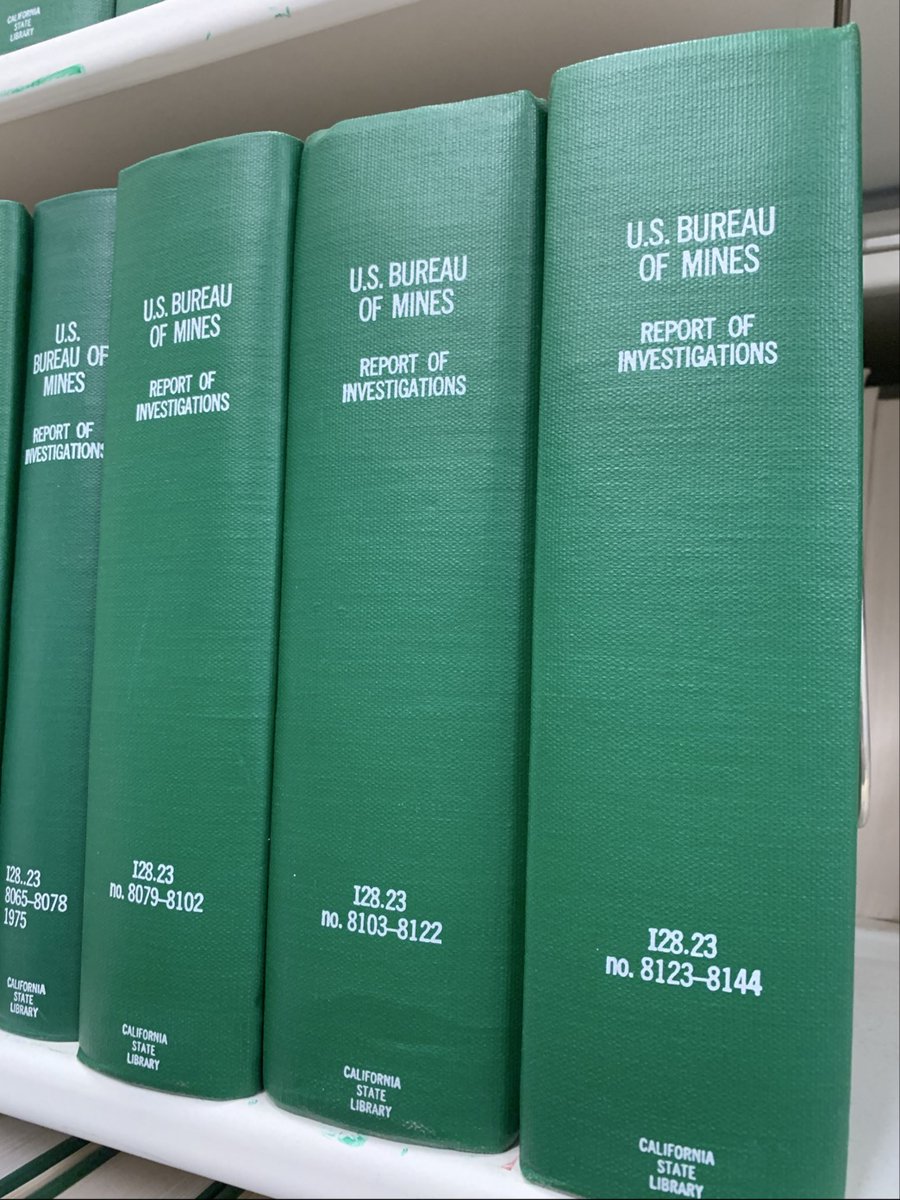 CALIFORNIA
STATE
LIBRARY
U.S.
BUREAU OF
MINES
REPORT OF
INVESTIGATIONS
I28..23
8065–8078
1975
CALIFORNIA
STATE
LIBRARY
U.S. BUREAU
OF MINES
REPORT OF
INVESTIGATIONS
I28.23
no. 8079–8102
CALIFORNIA
STATE
LIBRARY
U.S. BUREAU
OF MINES
REPORT OF
INVESTIGATIONS
I28.23
no. 8103–8122
CALIFORNIA
STATE
LIBRARY
U.S. BUREAU
OF MINES
REPORT OF
INVESTIGATIONS
I28.23
no. 8123–8144
CALIFORNIA
STATE
LIBRARY